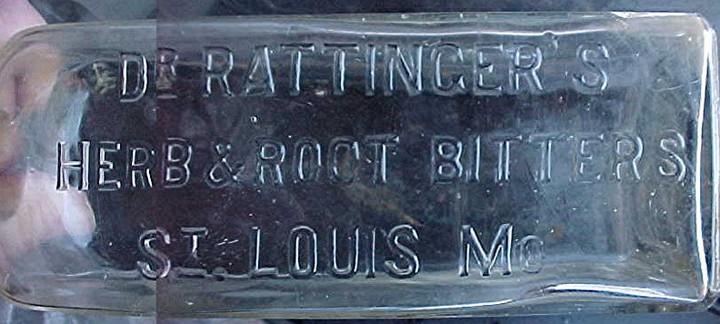 DR RATTINGER'S
HERB & ROOT BITTERS
ST. LOUIS MO